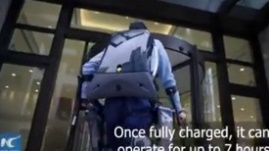 Once fully charged, it can
operate for up to 7 hours